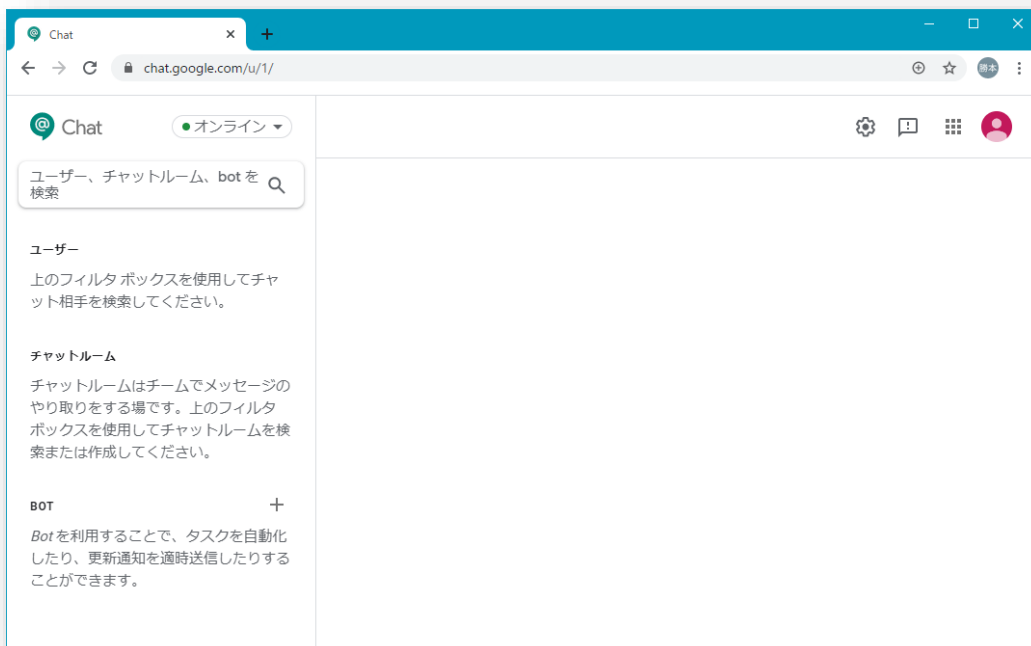 Chat
chat.google.com/u/1/
勝本
Chat
オンライン
ユーザー、チャットルーム、bot を
検索
ユーザー
上のフィルタ ボックスを使用してチャ
ット相手を検索してください。
チャットルーム
チャットルームはチームでメッセージの
やり取りをする場です。上のフィルタ
ボックスを使用してチャットルームを検
索または作成してください。
BOT
Bot を利用することで、タスクを自動化
したり、更新通知を適時送信したりする
ことができます。